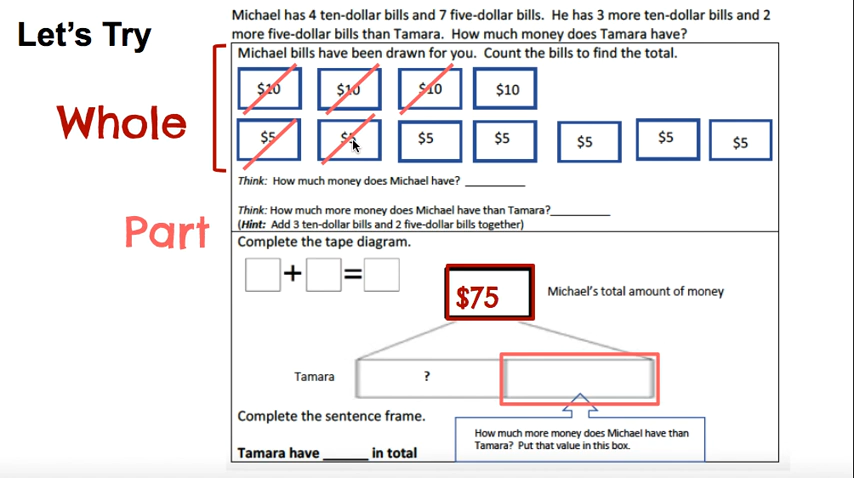 Let's Try
Michael has 4 ten-dollar bills and 7 five-dollar bills. He has 3 more ten-dollar bills and 2
more five-dollar bills than Tamara. How much money does Tamara have?
Michael bills have been drawn for you. Count the bills to find the total.
Whole
$10 $10 $10 $10
$5 $5 $5 $5 $5 $5 $5
Think: How much money does Michael have? __________
Part
Think: How much more money does Michael have than Tamara?__________
(Hint: Add 3 ten-dollar bills and 2 five-dollar bills together)
Complete the tape diagram.
+ =
$75
Michael's total amount of money
Tamara
?
Complete the sentence frame.
How much more money does Michael have than
Tamara? Put that value in this box.
Tamara have ______ in total